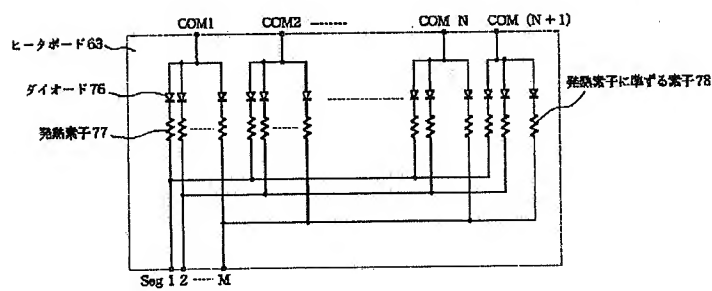 COM1 COM2 ········ COM N COM (N+1)
ヒータボード63
ダイオード76
発熱素子に準ずる素子78
発熱素子77
Seg 1 2 ····· M